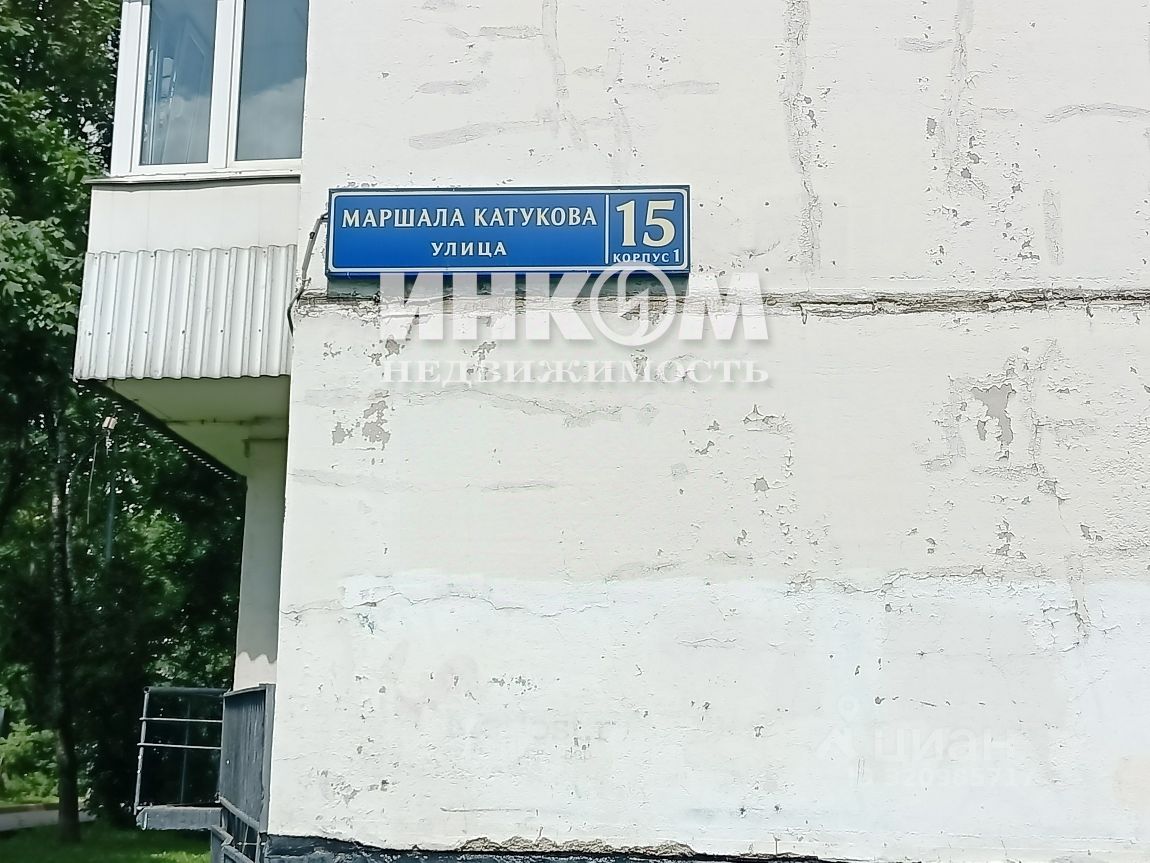 МАРШАЛА КАТУКОВА
УЛИЦА
15
КОРПУС 1
ИНКОМ
НЕДВИЖИМОСТЬ
циан